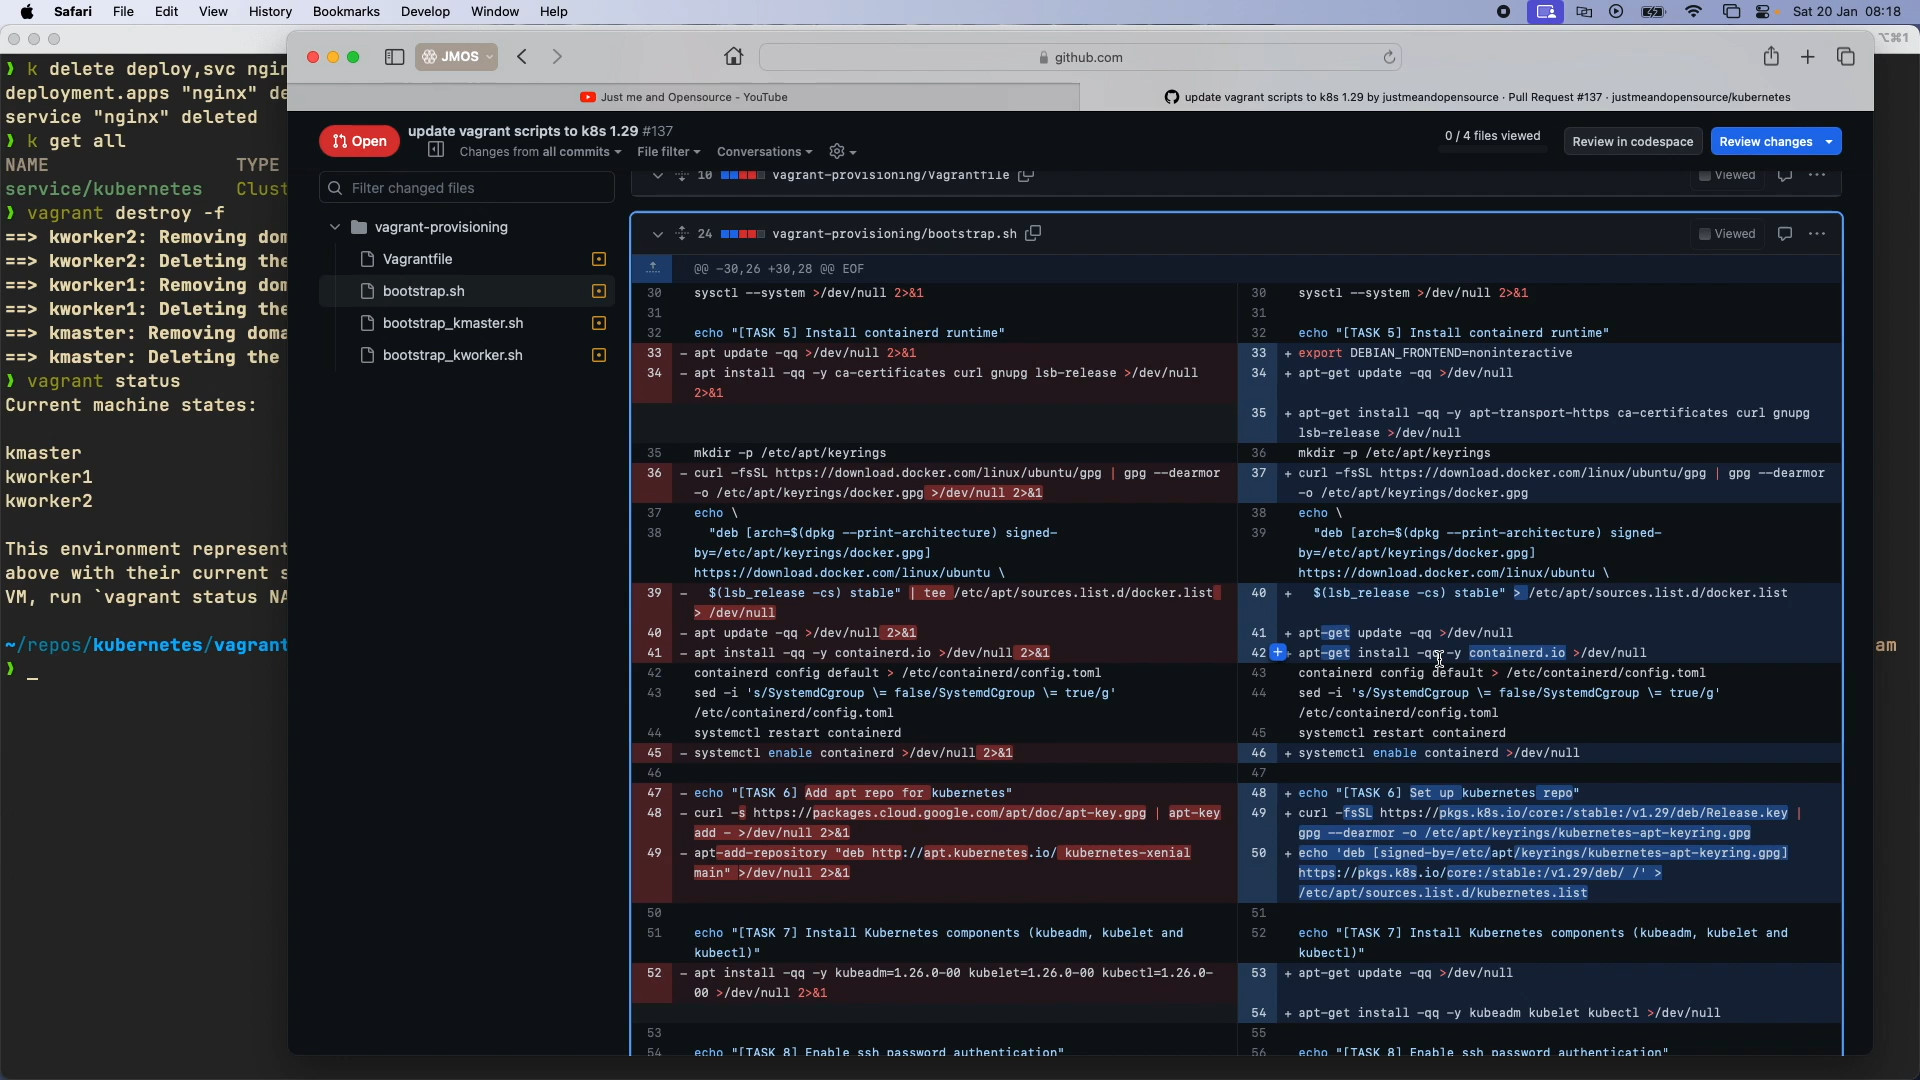 Safari File Edit View History Bookmarks Develop Window Help Sat 20 Jan 08:18
⌥⌘1
❯ k delete deploy,svc ngin
deployment.apps "nginx" de
service "nginx" deleted
❯ k get all
NAME TYPE
service/kubernetes Clust
❯ vagrant destroy -f
==> kworker2: Removing dom
==> kworker2: Deleting the
==> kworker1: Removing dom
==> kworker1: Deleting the
==> kmaster: Removing doma
==> kmaster: Deleting the
❯ vagrant status
Current machine states:
kmaster
kworker1
kworker2
This environment represent
above with their current s
VM, run `vagrant status NA
~/repos/kubernetes/vagrant
am
❯ _
JMOS
github.com
Just me and Opensource - YouTube
update vagrant scripts to k8s 1.29 by justmeandopensource · Pull Request #137 · justmeandopensource/kubernetes
Open
update vagrant scripts to k8s 1.29 #137
Changes from all commits File filter Conversations
0 / 4 files viewed
Review in codespace
Review changes
Filter changed files
vagrant-provisioning
Vagrantfile
bootstrap.sh
bootstrap_kmaster.sh
bootstrap_kworker.sh
10 vagrant-provisioning/Vagrantfile Viewed
24 vagrant-provisioning/bootstrap.sh Viewed
@@ -30,26 +30,28 @@ EOF
30 sysctl --system >/dev/null 2>&1
31
32 echo "[TASK 5] Install containerd runtime"
33 - apt update -qq >/dev/null 2>&1
34 - apt install -qq -y ca-certificates curl gnupg lsb-release >/dev/null
2>&1
35 mkdir -p /etc/apt/keyrings
36 - curl -fsSL https://download.docker.com/linux/ubuntu/gpg | gpg --dearmor
-o /etc/apt/keyrings/docker.gpg >/dev/null 2>&1
37 echo \
38 "deb [arch=$(dpkg --print-architecture) signed-
by=/etc/apt/keyrings/docker.gpg]
https://download.docker.com/linux/ubuntu \
39 - $(lsb_release -cs) stable" | tee /etc/apt/sources.list.d/docker.list
> /dev/null
40 - apt update -qq >/dev/null 2>&1
41 - apt install -qq -y containerd.io >/dev/null 2>&1
42 containerd config default > /etc/containerd/config.toml
43 sed -i 's/SystemdCgroup \= false/SystemdCgroup \= true/g'
/etc/containerd/config.toml
44 systemctl restart containerd
45 - systemctl enable containerd >/dev/null 2>&1
46
47 - echo "[TASK 6] Add apt repo for kubernetes"
48 - curl -s https://packages.cloud.google.com/apt/doc/apt-key.gpg | apt-key
add - >/dev/null 2>&1
49 - apt-add-repository "deb http://apt.kubernetes.io/ kubernetes-xenial
main" >/dev/null 2>&1
50
51 echo "[TASK 7] Install Kubernetes components (kubeadm, kubelet and
kubectl)"
52 - apt install -qq -y kubeadm=1.26.0-00 kubelet=1.26.0-00 kubectl=1.26.0-
00 >/dev/null 2>&1
53
54 echo "[TASK 8] Enable ssh password authentication"
30 sysctl --system >/dev/null 2>&1
31
32 echo "[TASK 5] Install containerd runtime"
33 + export DEBIAN_FRONTEND=noninteractive
34 + apt-get update -qq >/dev/null
35 + apt-get install -qq -y apt-transport-https ca-certificates curl gnupg
lsb-release >/dev/null
36 mkdir -p /etc/apt/keyrings
37 + curl -fsSL https://download.docker.com/linux/ubuntu/gpg | gpg --dearmor
-o /etc/apt/keyrings/docker.gpg
38 echo \
39 "deb [arch=$(dpkg --print-architecture) signed-
by=/etc/apt/keyrings/docker.gpg]
https://download.docker.com/linux/ubuntu \
40 + $(lsb_release -cs) stable" > /etc/apt/sources.list.d/docker.list
41 + apt-get update -qq >/dev/null
42 + apt-get install -qq -y containerd.io >/dev/null
43 containerd config default > /etc/containerd/config.toml
44 sed -i 's/SystemdCgroup \= false/SystemdCgroup \= true/g'
/etc/containerd/config.toml
45 systemctl restart containerd
46 + systemctl enable containerd >/dev/null
47
48 + echo "[TASK 6] Set up kubernetes repo"
49 + curl -fsSL https://pkgs.k8s.io/core:/stable:/v1.29/deb/Release.key |
gpg --dearmor -o /etc/apt/keyrings/kubernetes-apt-keyring.gpg
50 + echo 'deb [signed-by=/etc/apt/keyrings/kubernetes-apt-keyring.gpg]
https://pkgs.k8s.io/core:/stable:/v1.29/deb/ /' >
/etc/apt/sources.list.d/kubernetes.list
51
52 echo "[TASK 7] Install Kubernetes components (kubeadm, kubelet and
kubectl)"
53 + apt-get update -qq >/dev/null
54 + apt-get install -qq -y kubeadm kubelet kubectl >/dev/null
55
56 echo "[TASK 8] Enable ssh password authentication"